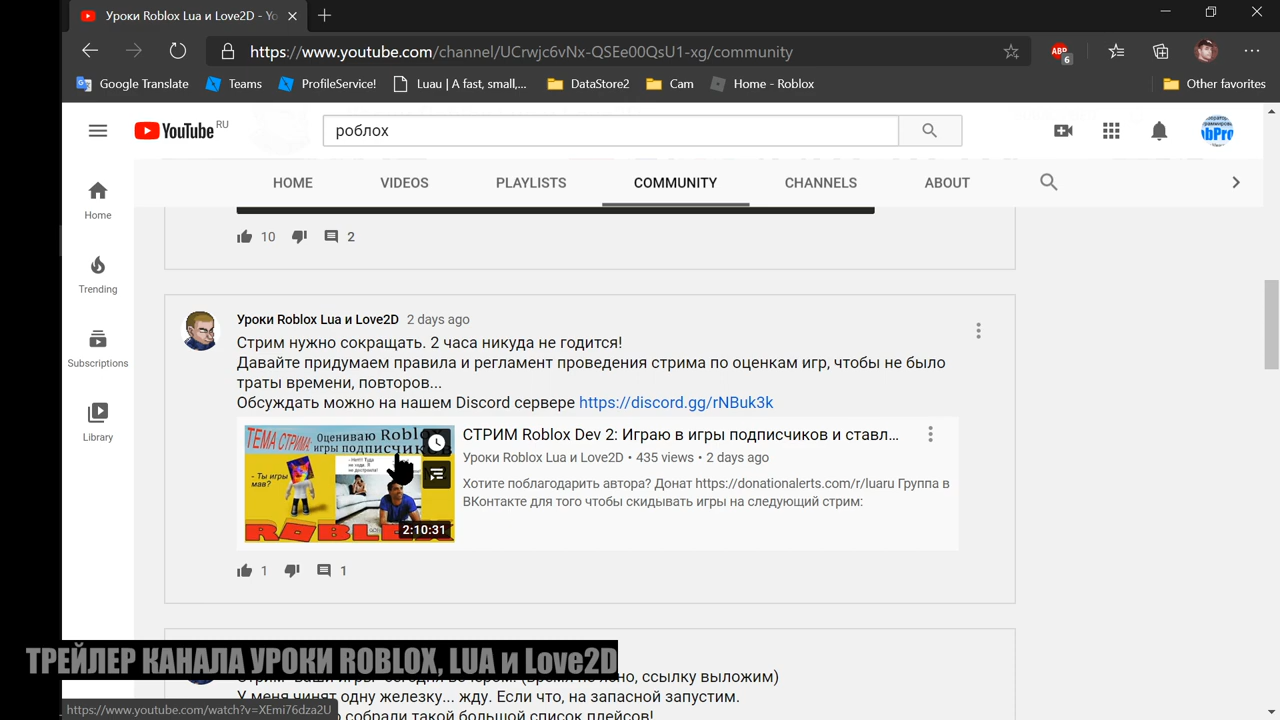 Уроки Roblox Lua и Love2D - Yo
https://www.youtube.com/channel/UCrwjc6vNx-QSEe00QsU1-xg/community
ABP
6
Google Translate
Teams
ProfileService!
Luau | A fast, small,...
DataStore2
Cam
Home - Roblox
Other favorites
YouTube RU
роблох
HOME
VIDEOS
PLAYLISTS
COMMUNITY
CHANNELS
ABOUT
Home
Trending
Subscriptions
Library
10
2
Уроки Roblox Lua и Love2D 2 days ago
Стрим нужно сокращать. 2 часа никуда не годится!
Давайте придумаем правила и регламент проведения стрима по оценкам игр, чтобы не было
траты времени, повторов...
Обсуждать можно на нашем Discord сервере https://discord.gg/rNBuk3k
ТЕМА СТРИМА: Оцениваю Roblo
игры подписчиков
- Ты игры
мав?
ROBLE
2:10:31
СТРИМ Roblox Dev 2: Играю в игры подписчиков и ставл...
Уроки Roblox Lua и Love2D • 435 views • 2 days ago
Хотите поблагодарить автора? Донат https://donationalerts.com/r/luaru Группа в
ВКонтакте для того чтобы скидывать игры на следующий стрим:
1
1
ТРЕЙЛЕР КАНАЛА УРОКИ ROBLOX, LUA и Love2D
выложим)
У меня чинят одну железку... жду. Если что, на запасной запустим.
собрали такой большой список плейсов!
https://www.youtube.com/watch?v=XEmi76dza2U